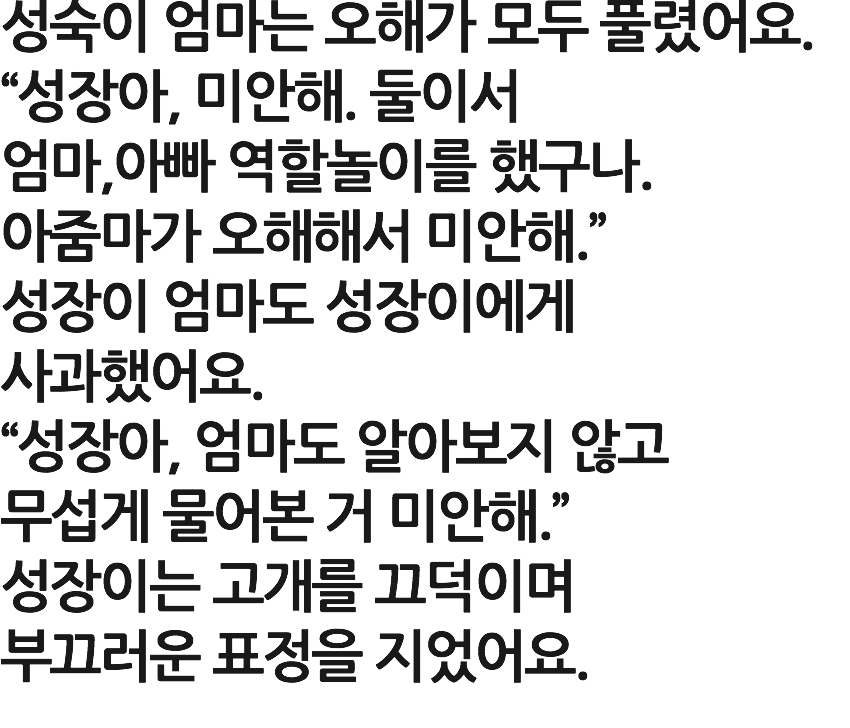 성숙이 엄마는 오해가 모두 풀렸어요.
“성장아, 미안해. 둘이서
엄마,아빠 역할놀이를 했구나.
아줌마가 오해해서 미안해.”
성장이 엄마도 성장이에게
사과했어요.
“성장아, 엄마도 알아보지 않고
무섭게 물어본 거 미안해.”
성장이는 고개를 끄덕이며
부끄러운 표정을 지었어요.